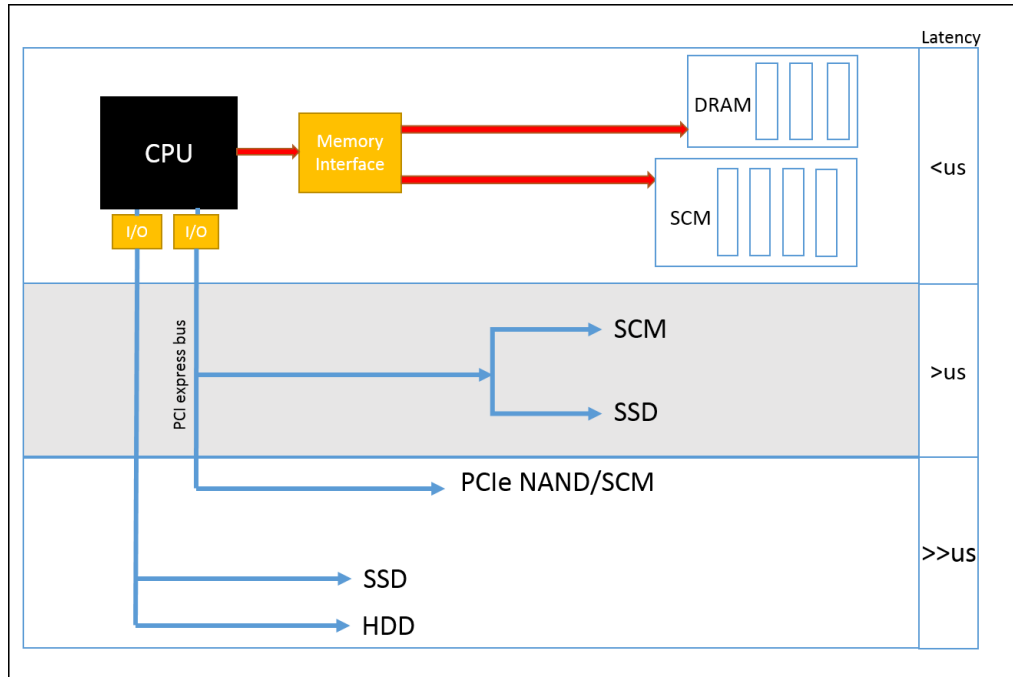 Latency
DRAM
CPU
Memory
Interface
<us
SCM
I/O
I/O
PCI express bus
SCM
>us
SSD
PCIe NAND/SCM
>>us
SSD
HDD